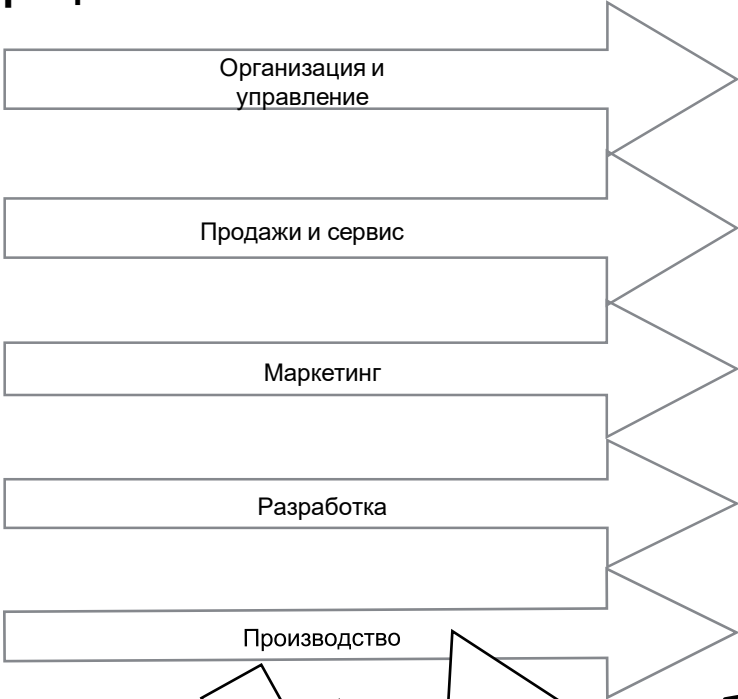 Организация и
управление
Продажи и сервис
Маркетинг
Разработка
Производство